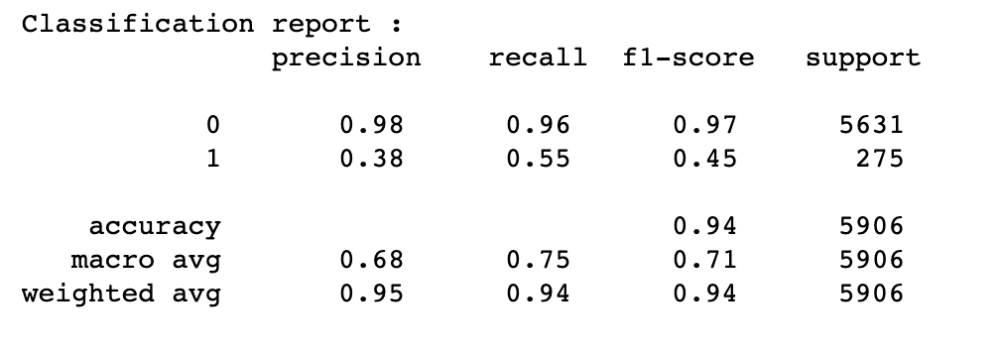 Classification report :
precision recall f1-score support
0 0.98 0.96 0.97 5631
1 0.38 0.55 0.45 275
accuracy 0.94 5906
macro avg 0.68 0.75 0.71 5906
weighted avg 0.95 0.94 0.94 5906